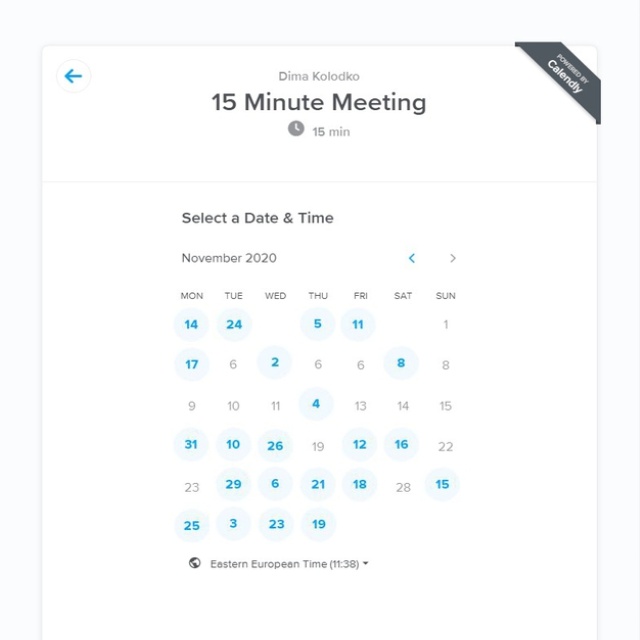 Dima Kolodko
15 Minute Meeting
15 min
POWERED BY
Calendly
Select a Date & Time
November 2020
MON TUE WED THU FRI SAT SUN
14 24 5 11 1
17 6 2 6 6 8 8
9 10 11 4 13 14 15
31 10 26 19 12 16 22
23 29 6 21 18 28 15
25 3 23 19
Eastern European Time (11:38)